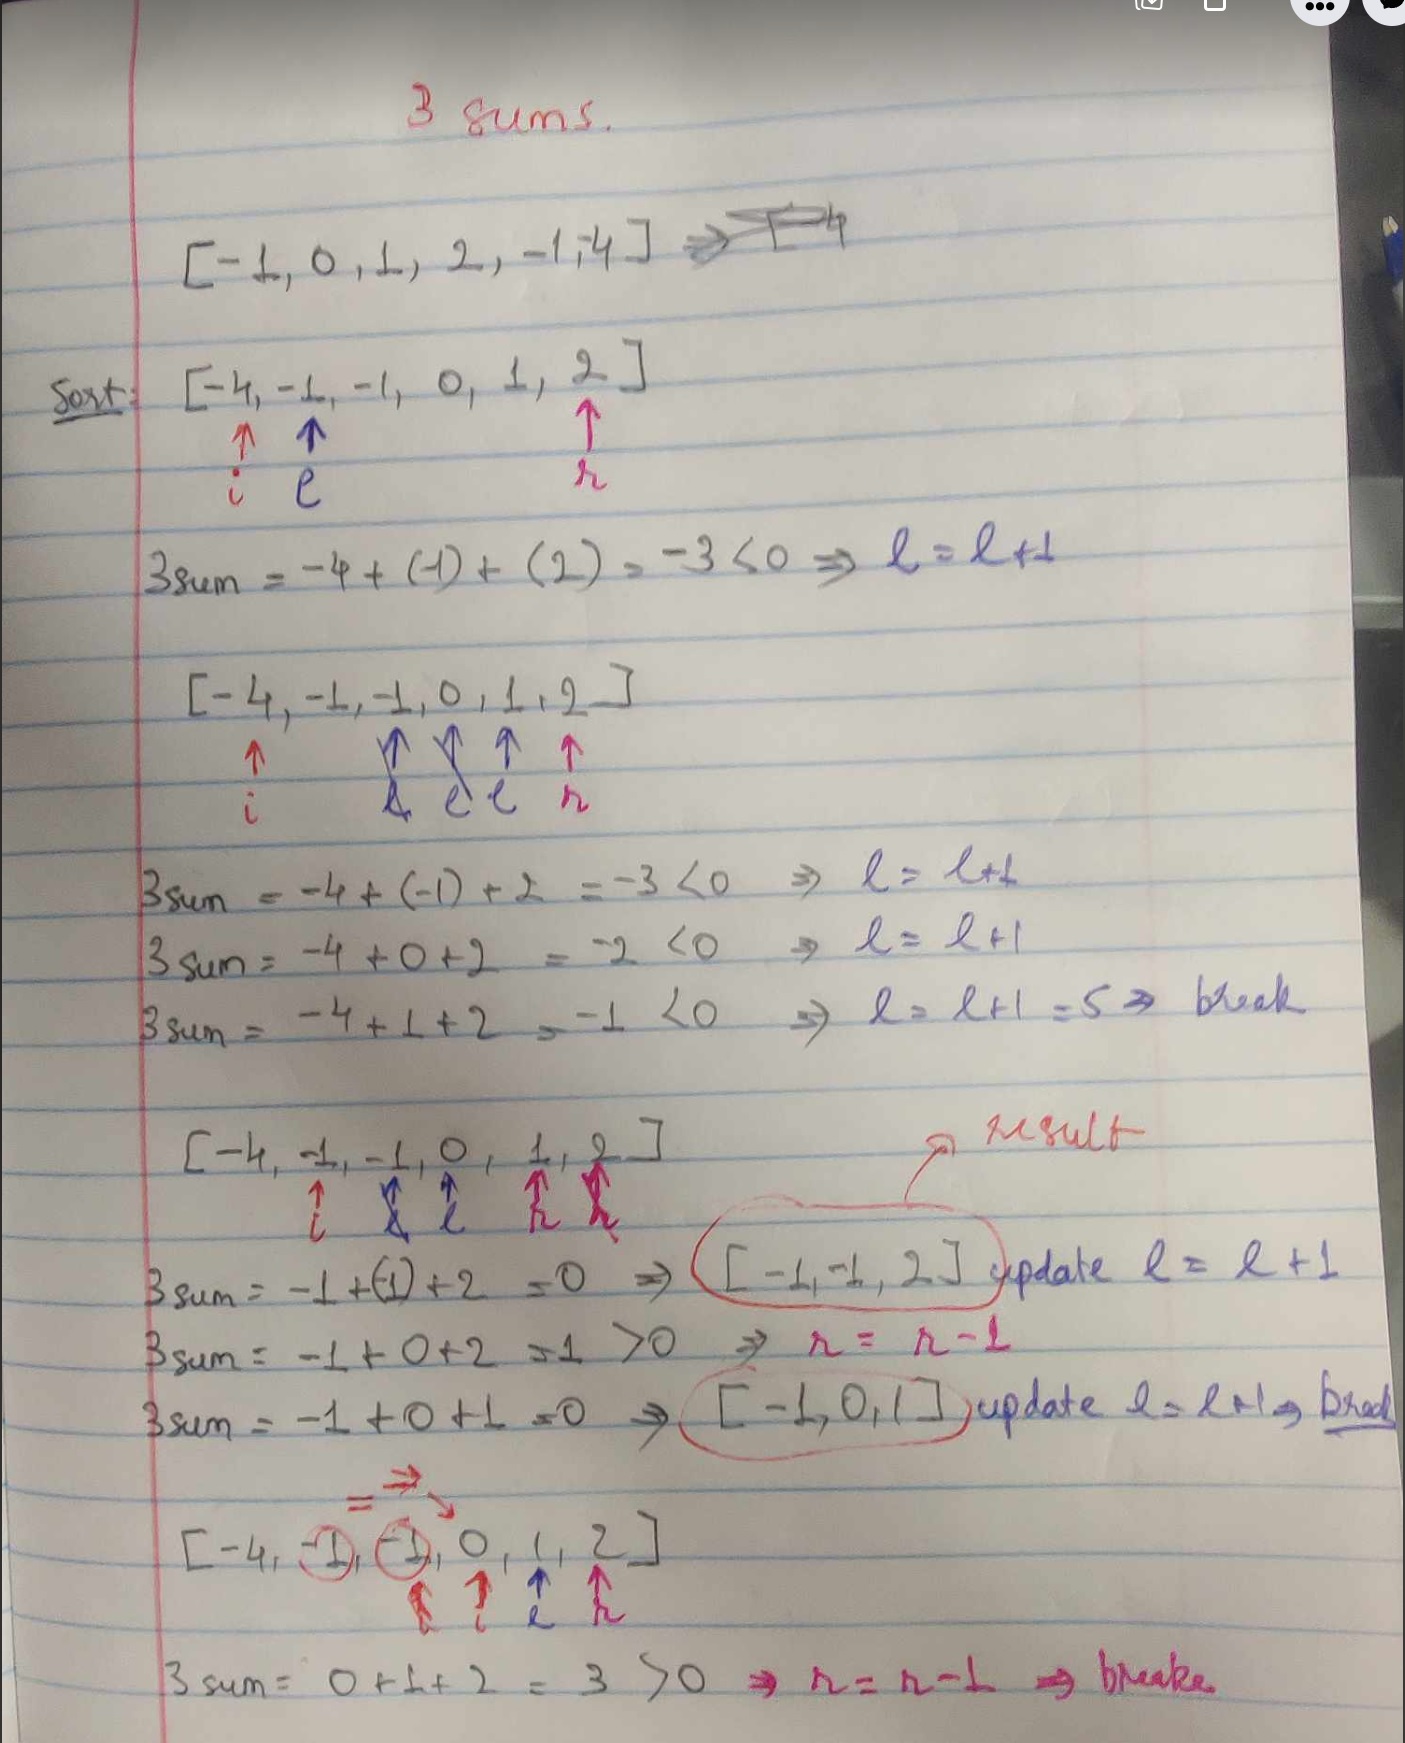 3 sums.
[-1, 0, 1, 2, -1, -4] ⇒ [-4
Sort: [-4, -1, -1, 0, 1, 2]
↑ ↑ ↑
i l r
3sum = -4 + (-1) + (2) = -3 < 0 ⇒ l = l+1
[-4, -1, -1, 0, 1, 2]
↑ ↑ ↑ ↑ ↑
i l l l r
3sum = -4 + (-1) + 2 = -3 < 0 ⇒ l = l+1
3sum = -4 + 0 + 2 = -2 < 0 ⇒ l = l+1
3sum = -4 + 1 + 2 = -1 < 0 ⇒ l = l+1 = 5 ⇒ break
result
[-4, -1, -1, 0, 1, 2]
↑ ↑ ↑ ↑ ↑
i l l r r
3sum = -1 + (-1) + 2 = 0 ⇒ [-1, -1, 2] update l = l + 1
3sum = -1 + 0 + 2 = 1 > 0 ⇒ r = r - 1
3sum = -1 + 0 + 1 = 0 ⇒ [-1, 0, 1] update l = l+1 ⇒ break
= ⇒ ↘
[-4, -1, -1, 0, 1, 2]
↑ ↑ ↑ ↑
i i l r
3sum = 0 + 1 + 2 = 3 > 0 ⇒ r = r - 1 ⇒ breake